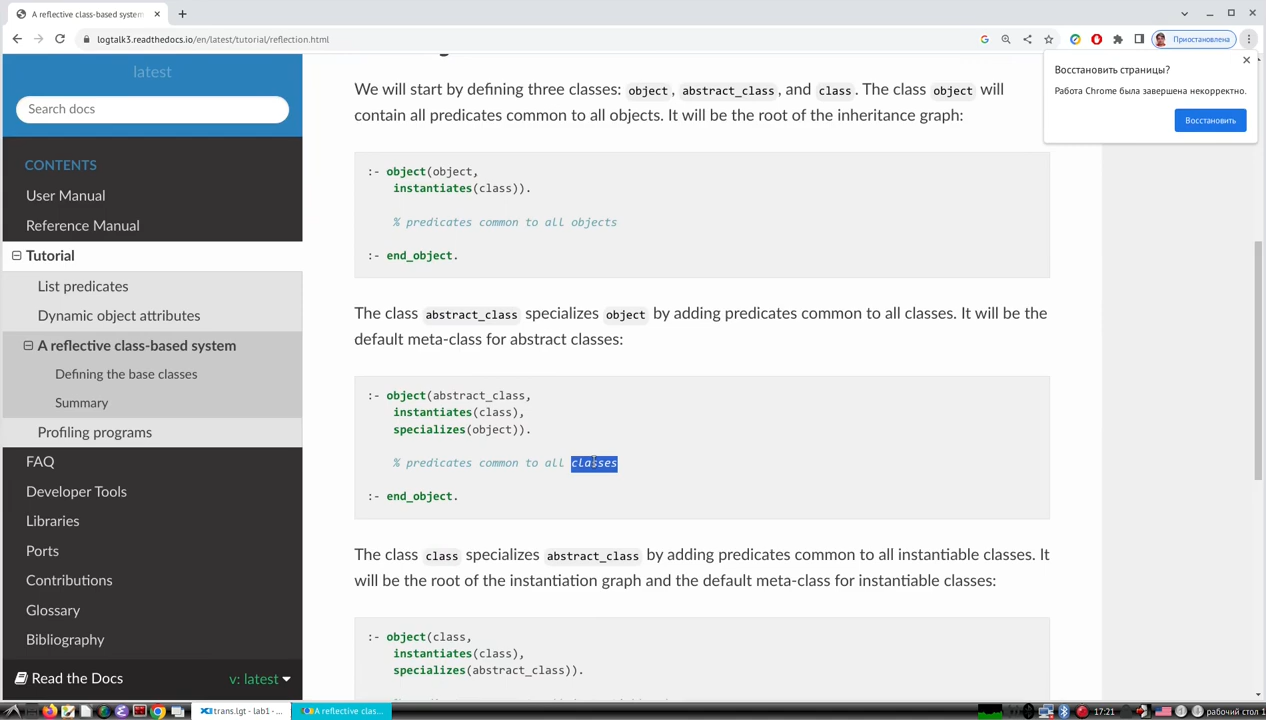 A reflective class-based system
logtalk3.readthedocs.io/en/latest/tutorial/reflection.html
Приостановлена
Восстановить страницы?
Работа Chrome была завершена некорректно.
Восстановить
latest
Search docs
CONTENTS
User Manual
Reference Manual
Tutorial
List predicates
Dynamic object attributes
A reflective class-based system
Defining the base classes
Summary
Profiling programs
FAQ
Developer Tools
Libraries
Ports
Contributions
Glossary
Bibliography
Read the Docs
v: latest
We will start by defining three classes: object, abstract_class, and class. The class object will
contain all predicates common to all objects. It will be the root of the inheritance graph:
:- object(object,
instantiates(class)).
% predicates common to all objects
:- end_object.
The class abstract_class specializes object by adding predicates common to all classes. It will be the
default meta-class for abstract classes:
:- object(abstract_class,
instantiates(class),
specializes(object)).
% predicates common to all classes
:- end_object.
The class class specializes abstract_class by adding predicates common to all instantiable classes. It
will be the root of the instantiation graph and the default meta-class for instantiable classes:
:- object(class,
instantiates(class),
specializes(abstract_class)).
trans.lgt - lab1 - ...
A reflective clas...
17:21
рабочий стол 1